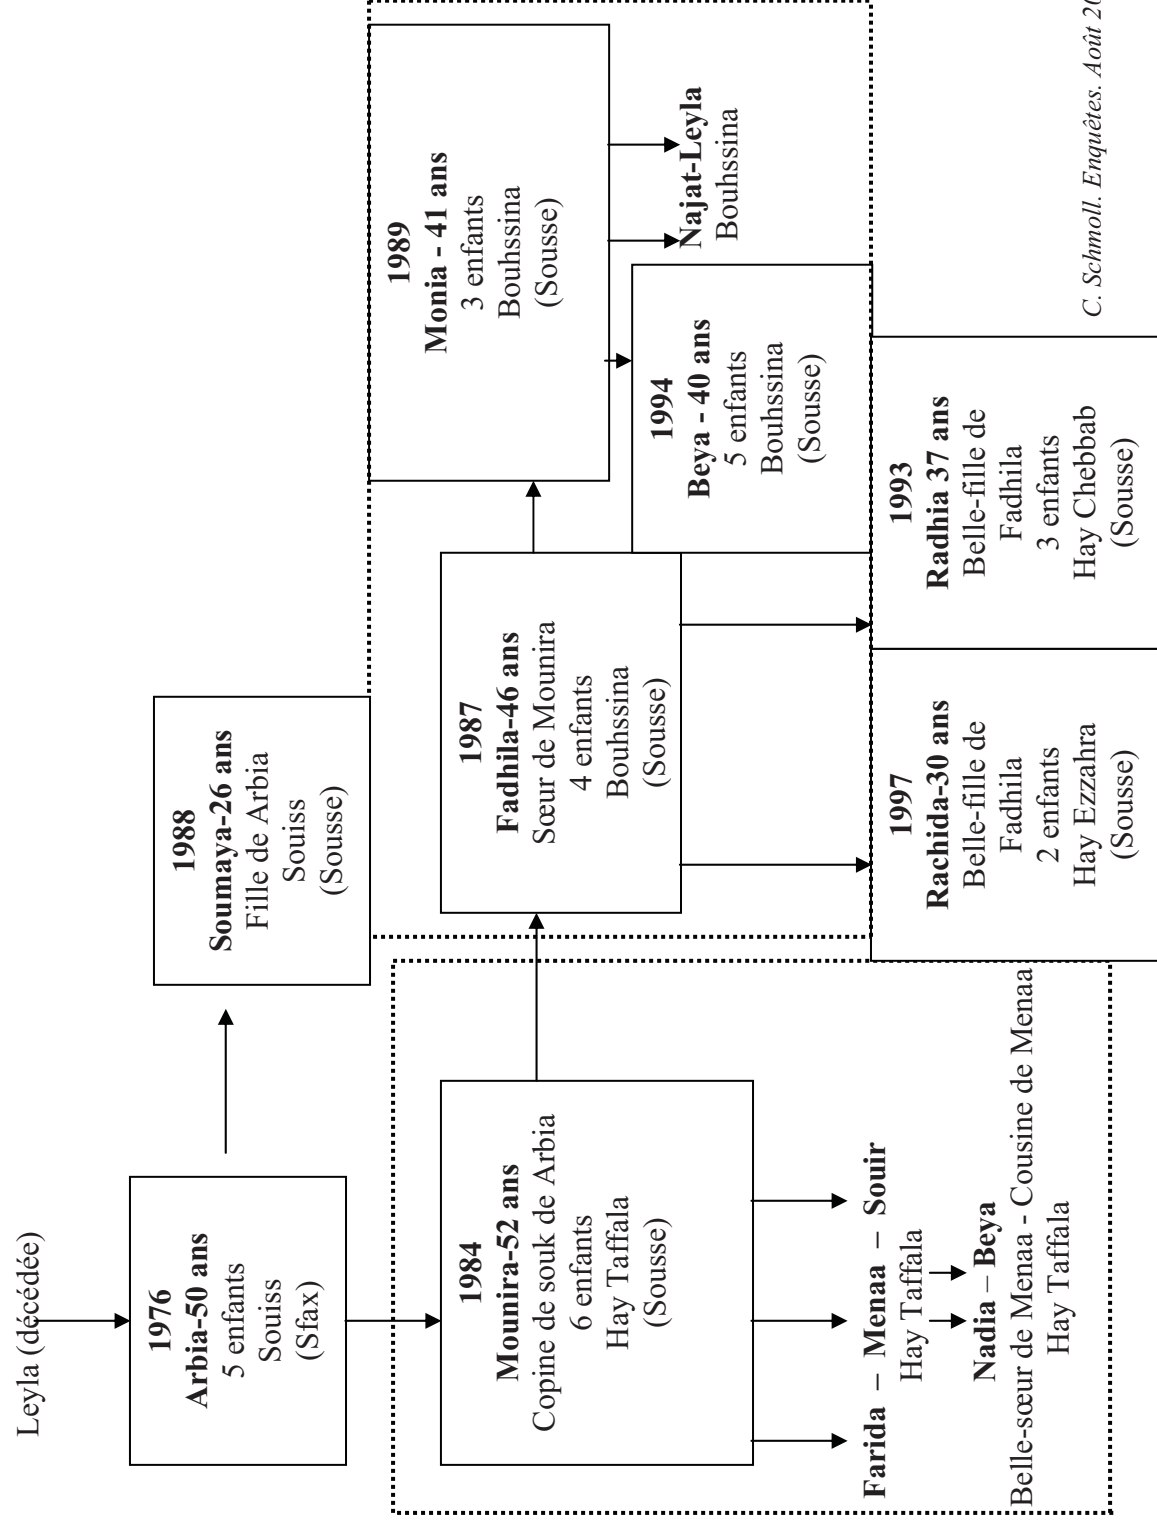 Leyla (décédée)
1976
Arbia-50 ans
5 enfants
Souiss
(Sfax)
1988
Soumaya-26 ans
Fille de Arbia
Souiss
(Sousse)
1984
Mounira-52 ans
Copine de souk de Arbia
6 enfants
Hay Taffala
(Sousse)
1987
Fadhila-46 ans
Sœur de Mounira
4 enfants
Bouhssina
(Sousse)
1989
Monia - 41 ans
3 enfants
Bouhssina
(Sousse)
1994
Beya - 40 ans
5 enfants
Bouhssina
(Sousse)
Najat-Leyla
Bouhssina
Farida – Menaa – Souir
Hay Taffala
Nadia – Beya
Belle-sœur de Menaa - Cousine de Menaa
Hay Taffala
1997
Rachida-30 ans
Belle-fille de
Fadhila
2 enfants
Hay Ezzahra
(Sousse)
1993
Radhia 37 ans
Belle-fille de
Fadhila
3 enfants
Hay Chebbab
(Sousse)
C. Schmoll. Enquêtes. Août